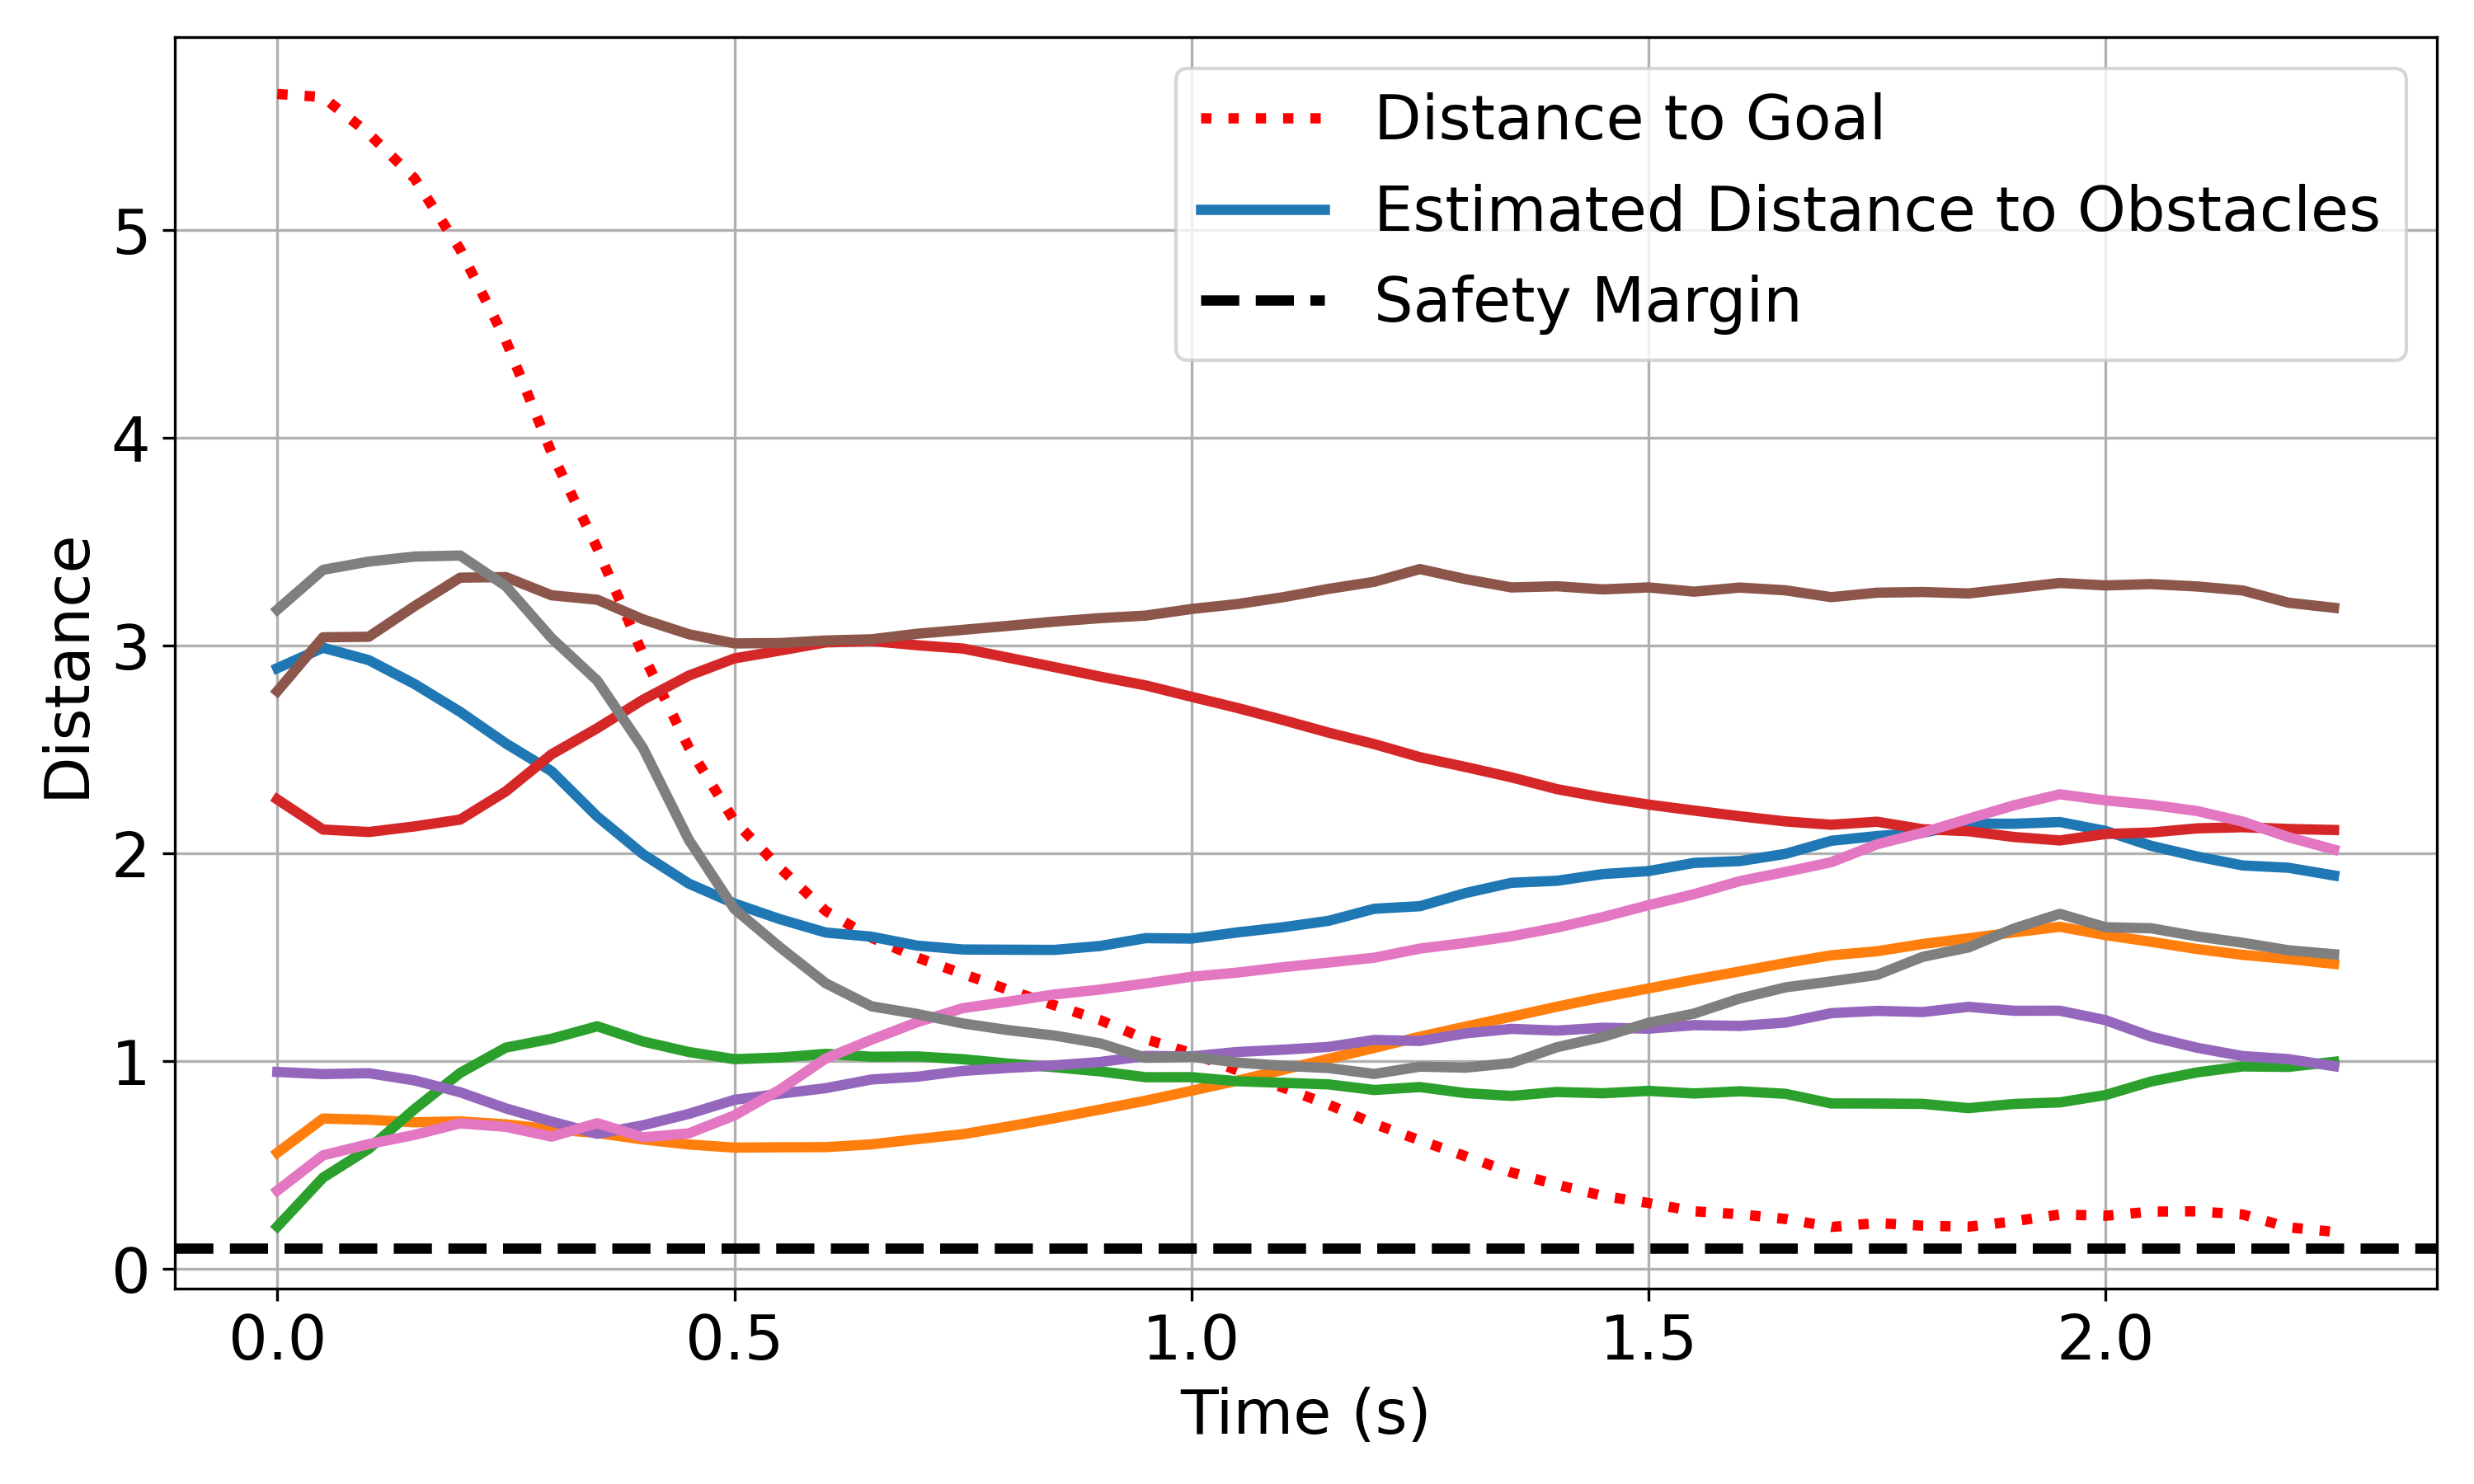 Distance to Goal
Estimated Distance to Obstacles
Safety Margin
Distance
5
4
3
2
1
0
0.0 0.5 1.0 1.5 2.0
Time (s)